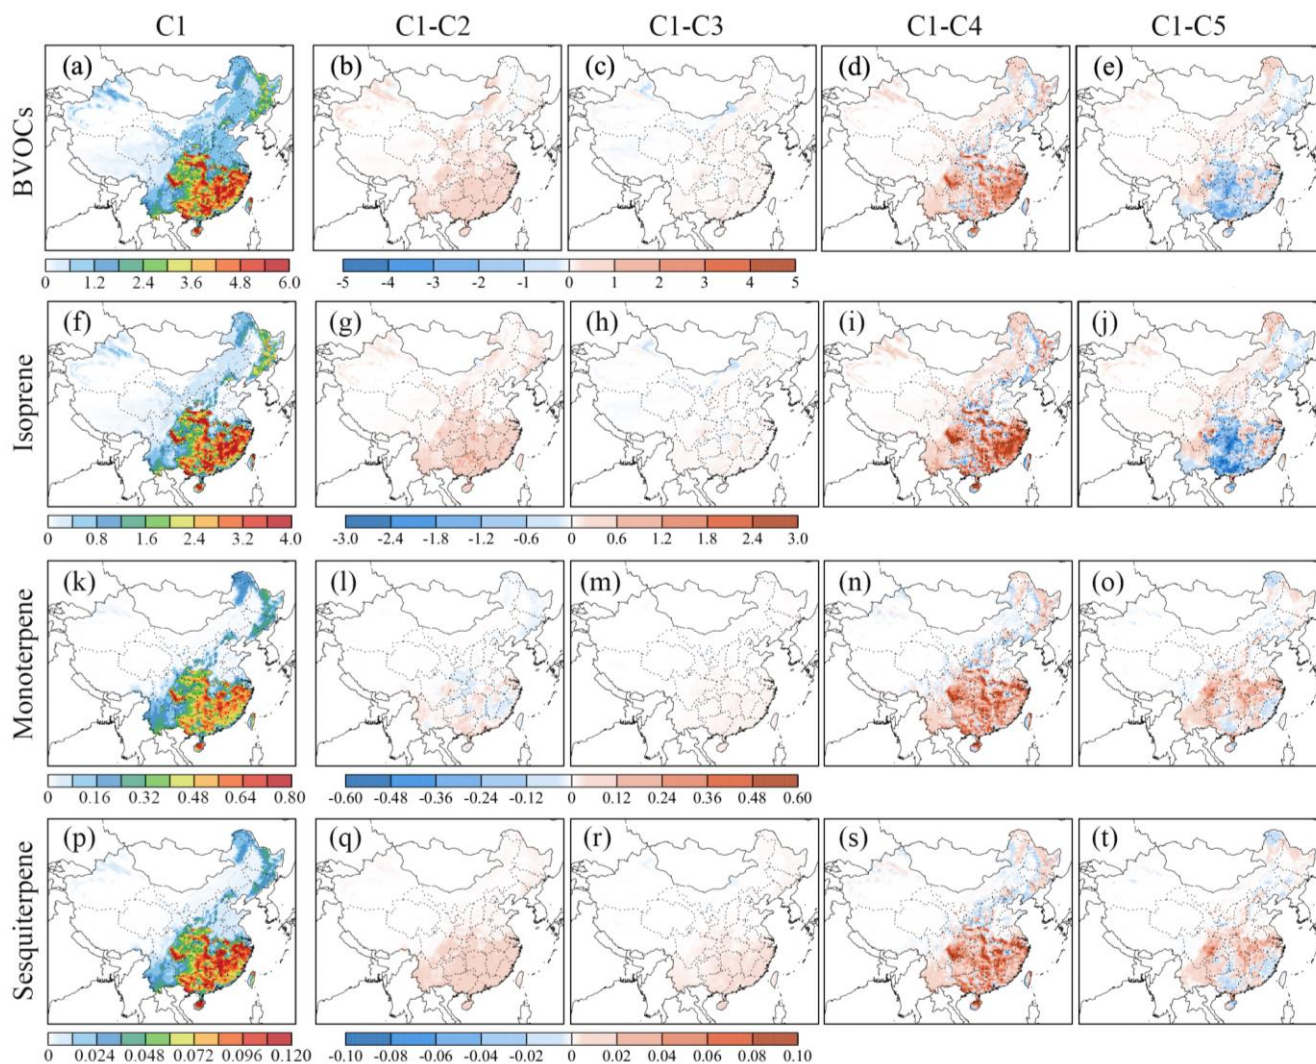 C1 C1-C2 C1-C3 C1-C4 C1-C5
BVOCs
(a) (b) (c) (d) (e)
0 1.2 2.4 3.6 4.8 6.0
-5 -4 -3 -2 -1 0 1 2 3 4 5
Isoprene
(f) (g) (h) (i) (j)
0 0.8 1.6 2.4 3.2 4.0
-3.0 -2.4 -1.8 -1.2 -0.6 0 0.6 1.2 1.8 2.4 3.0
Monoterpene
(k) (l) (m) (n) (o)
0 0.16 0.32 0.48 0.64 0.80
-0.60 -0.48 -0.36 -0.24 -0.12 0 0.12 0.24 0.36 0.48 0.60
Sesquiterpene
(p) (q) (r) (s) (t)
0 0.024 0.048 0.072 0.096 0.120
-0.10 -0.08 -0.06 -0.04 -0.02 0 0.02 0.04 0.06 0.08 0.10